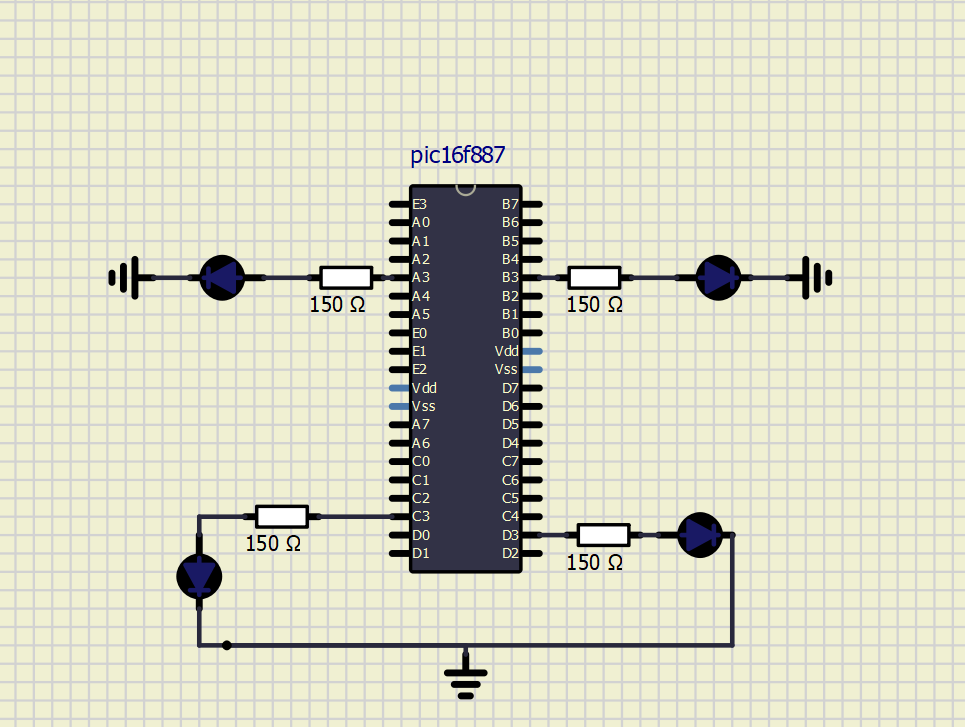 pic16f887
E3 B7
A0 B6
A1 B5
A2 B4
A3 B3
150 Ω 150 Ω
A4 B2
A5 B1
E0 B0
E1 Vdd
E2 Vss
Vdd D7
Vss D6
A7 D5
A6 D4
C0 C7
C1 C6
C2 C5
C3 C4
150 Ω
D0 D3
D1 D2
150 Ω